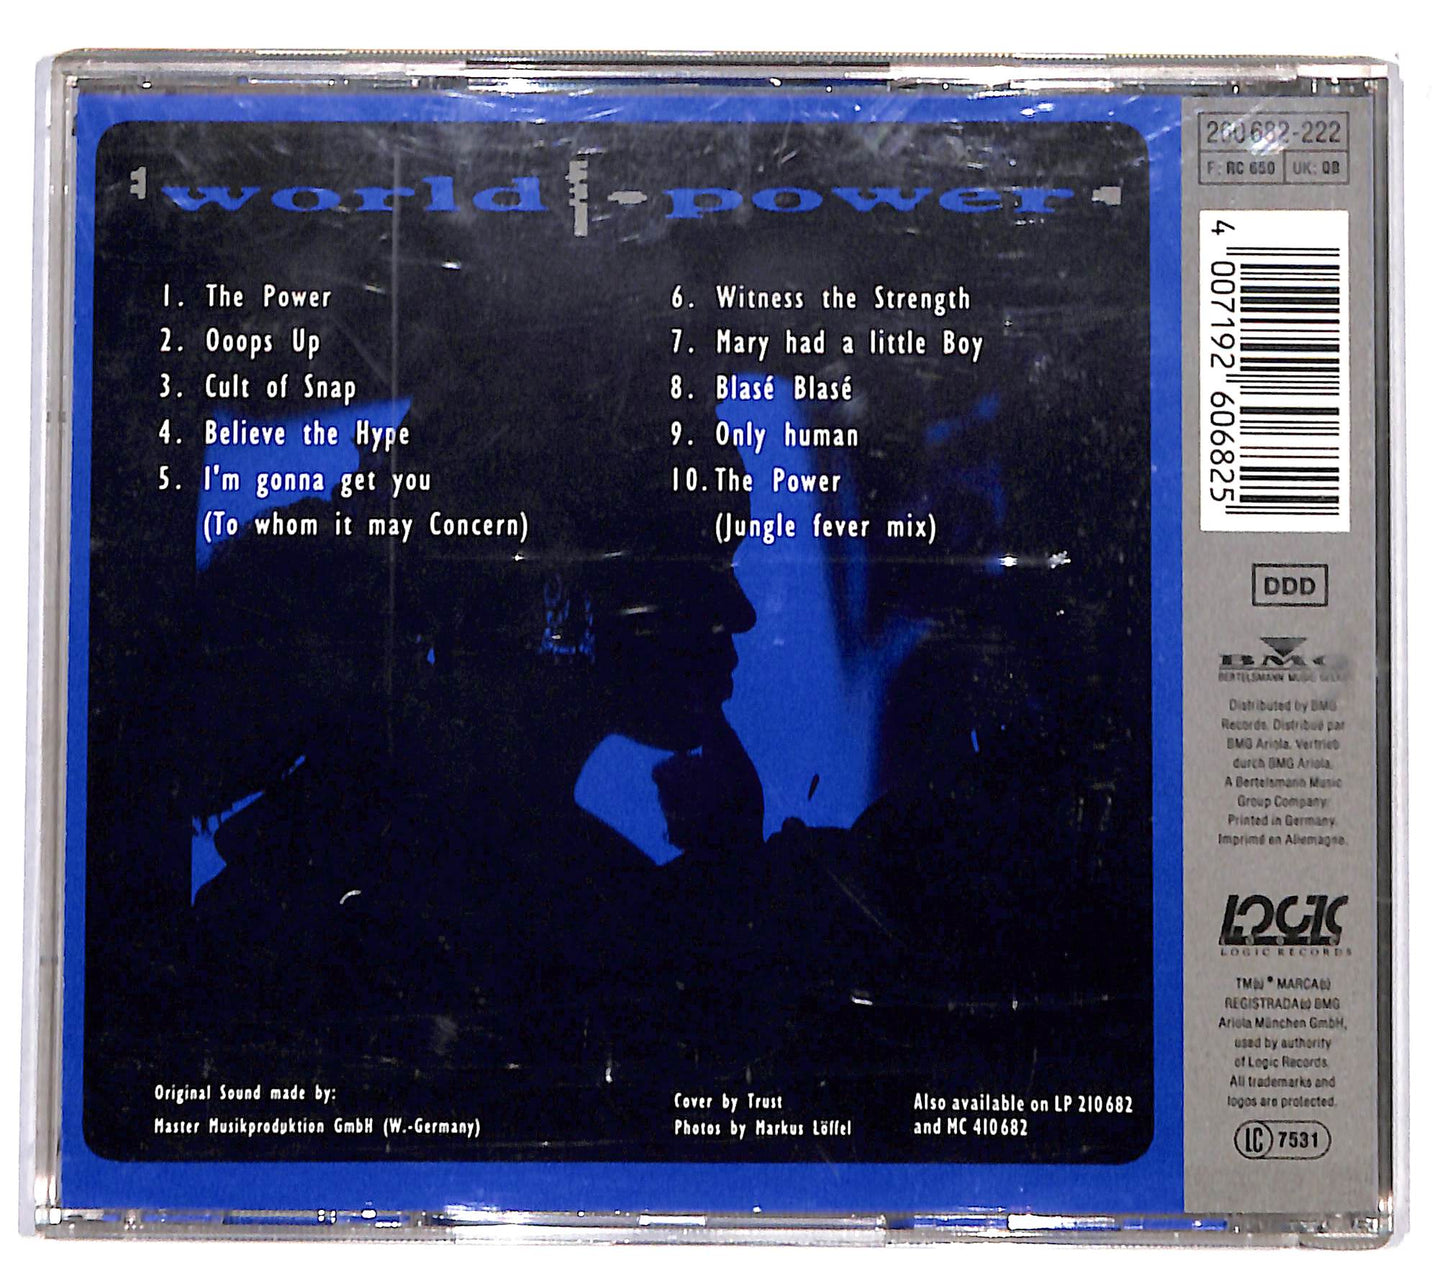 world power
1. The Power
2. Ooops Up
3. Cult of Snap
4. Believe the Hype
5. I'm gonna get you
(To whom it may Concern)
6. Witness the Strength
7. Mary had a little Boy
8. Blasé Blasé
9. Only human
10. The Power
(Jungle fever mix)
Original Sound made by:
Master Musikproduktion GmbH (W.-Germany)
Cover by Trust
Photos by Markus Löffel
Also available on LP 210682
and MC 410682
260682-222
F: RC 650 UK: QB
4 007192 606825
DDD
BMG
BERTELSMANN MUSIC GROUP
Distributed by BMG
Records. Distribué par
BMG Ariola. Vertrieb
durch BMG Ariola.
A Bertelsmann Music
Group Company.
Printed in Germany.
Imprimé en Allemagne.
LOGIC
LOGIC RECORDS
TM(s) ® MARCA(s)
REGISTRADA(s) BMG
Ariola München GmbH,
used by authority
of Logic Records.
All trademarks and
logos are protected.
LC 7531